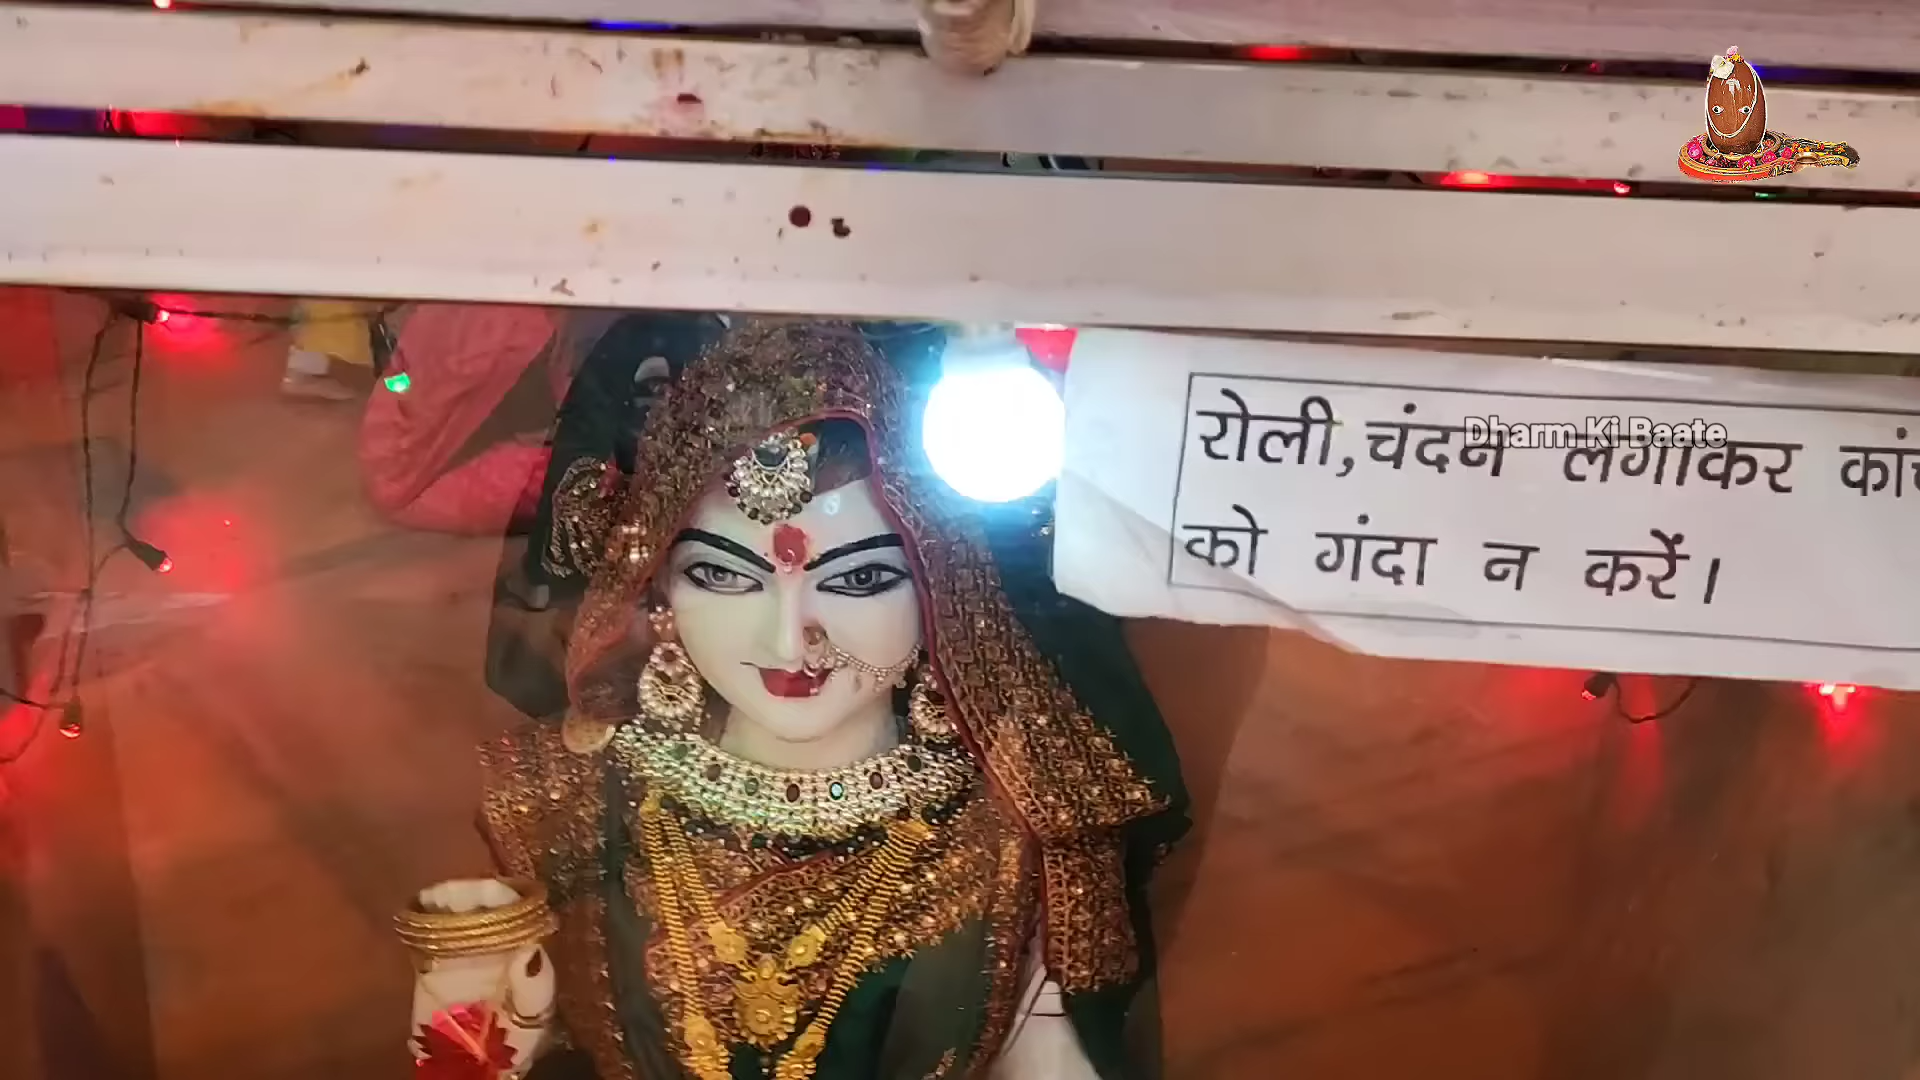 रोली,चंदन लगाकर
को गंदा न करें।
Dharm Ki Baate